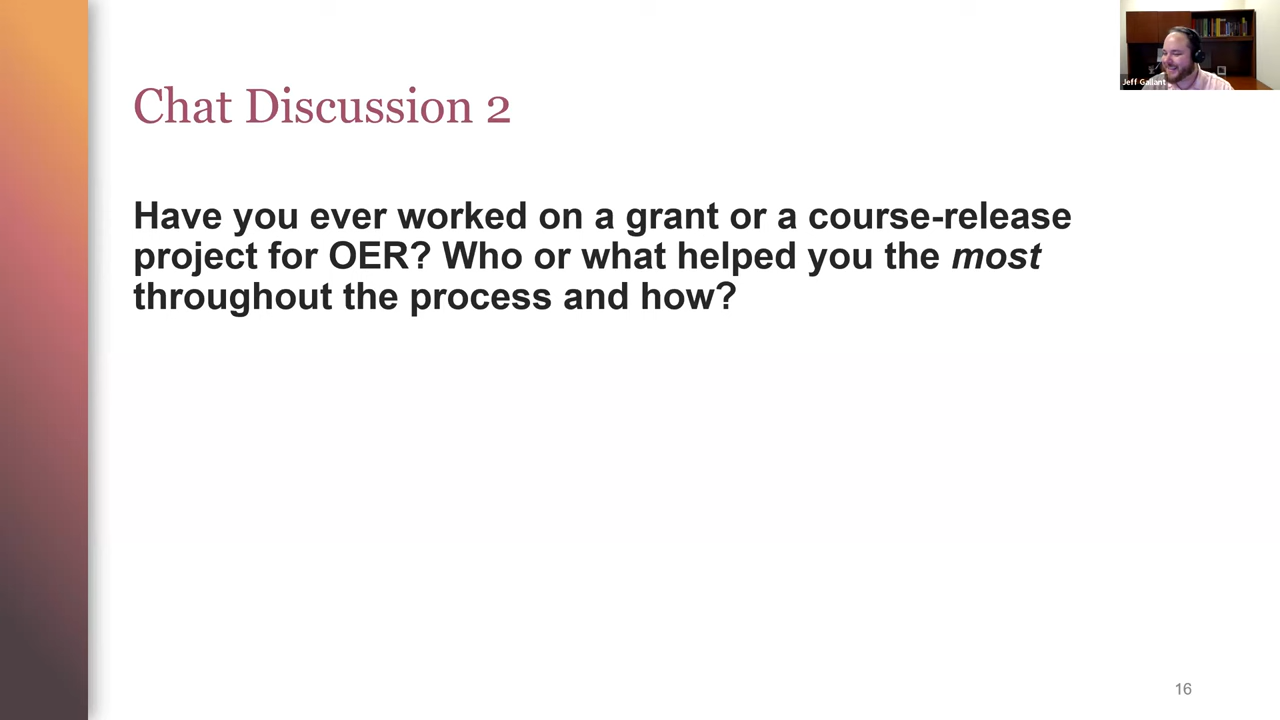 Jeff Gallant
Chat Discussion 2
Have you ever worked on a grant or a course-release
project for OER? Who or what helped you the most
throughout the process and how?
16